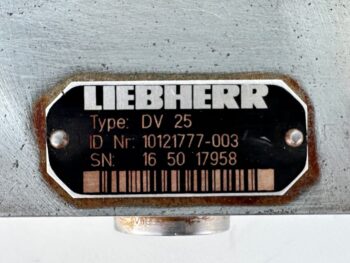 LIEBHERR
Type: DV 25
ID Nr: 10121777-003
SN: 16 50 17958